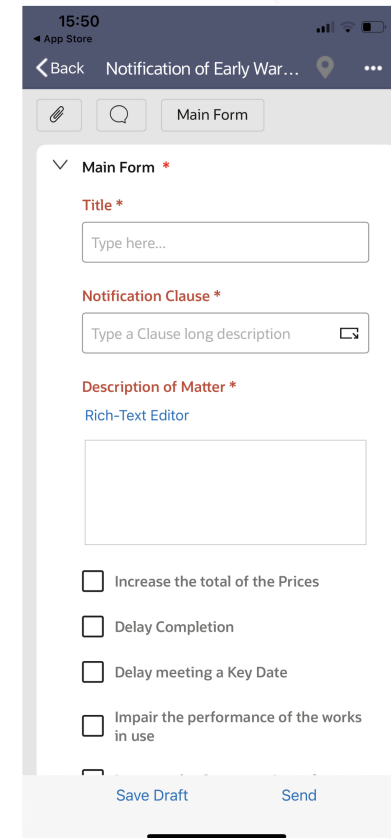 15:50
◀ App Store
Back Notification of Early War... •••
Main Form
Main Form *
Title *
Type here...
Notification Clause *
Type a Clause long description
Description of Matter *
Rich-Text Editor
Increase the total of the Prices
Delay Completion
Delay meeting a Key Date
Impair the performance of the works
in use
Save Draft Send